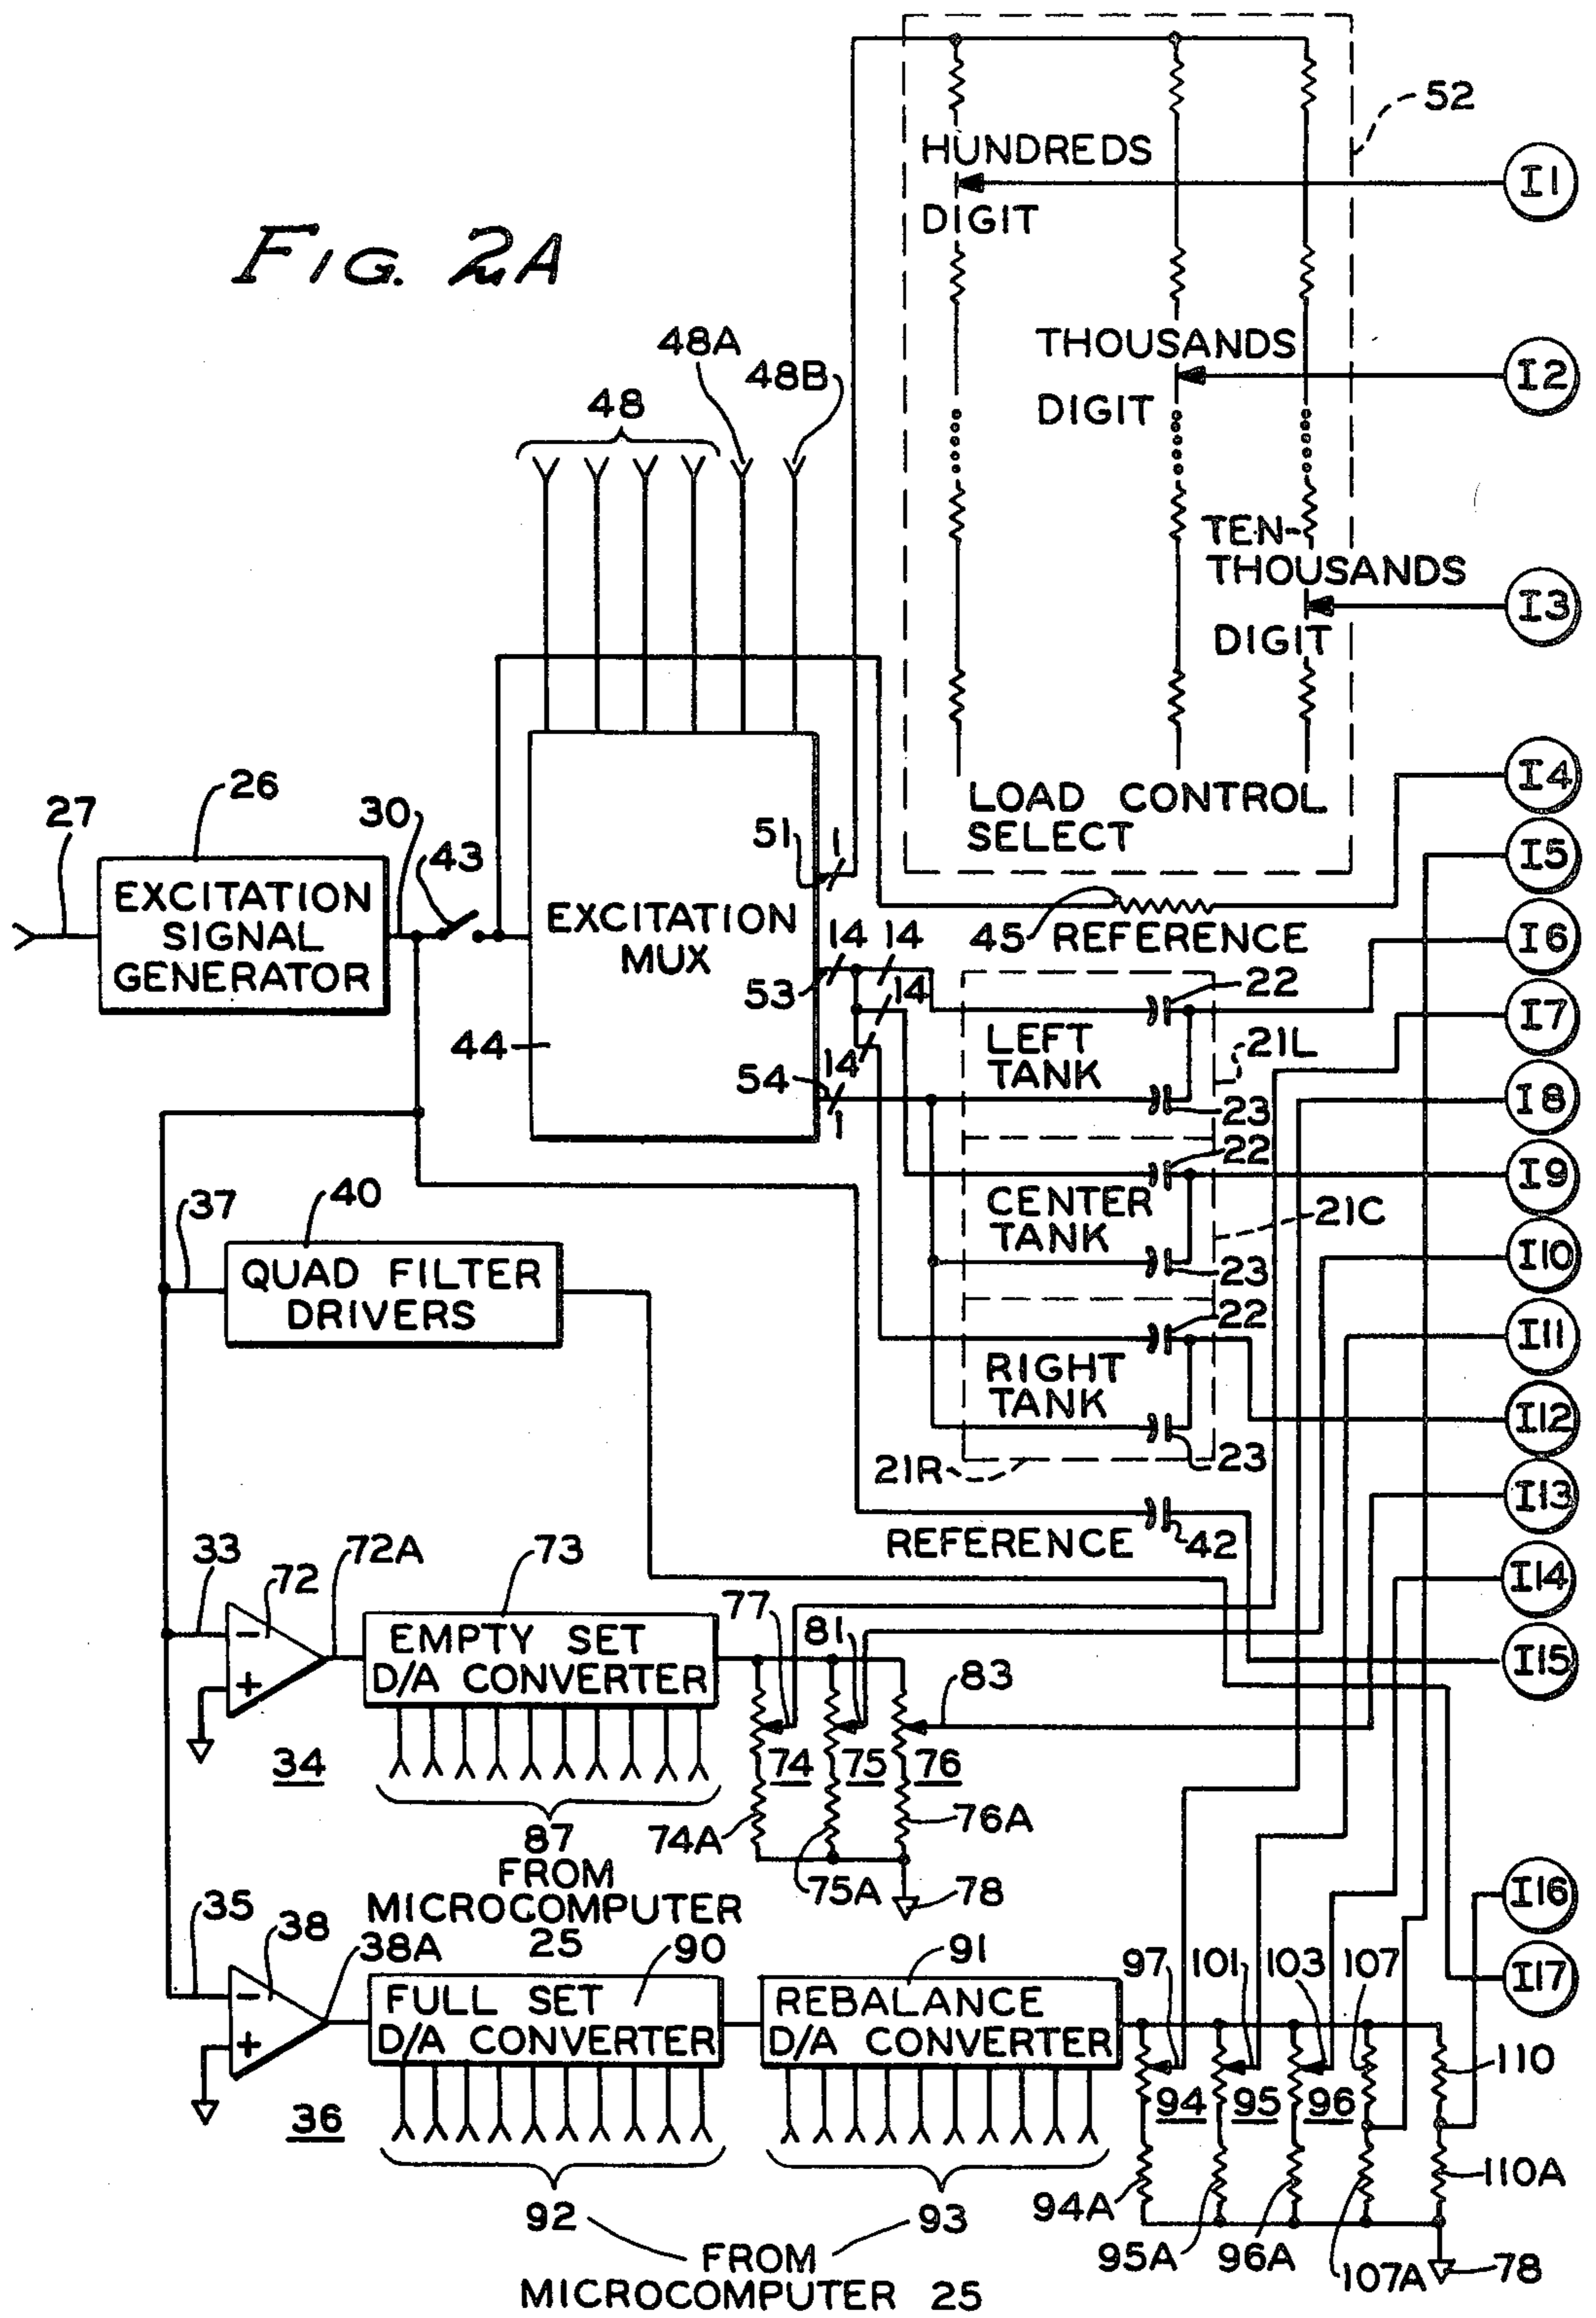 FIG. 2A
52
HUNDREDS
DIGIT
I1
THOUSANDS
DIGIT
I2
TEN-
THOUSANDS
DIGIT
I3
LOAD CONTROL
SELECT
48
48A
48B
27
26
30
43
EXCITATION
SIGNAL
GENERATOR
EXCITATION
MUX
44
51
1
45
REFERENCE
I4
I5
I6
I7
I8
I9
I10
I11
I12
I13
I14
I15
I16
I17
53
14
14
14
14
54
1
22
LEFT
TANK
21L
23
22
CENTER
TANK
21C
23
22
RIGHT
TANK
23
21R
REFERENCE
42
37
40
QUAD FILTER
DRIVERS
33
72
72A
73
-
+
EMPTY SET
D/A CONVERTER
34
87
FROM
MICROCOMPUTER
25
77
81
83
74
75
76
74A
75A
76A
78
35
38
38A
90
91
-
+
FULL SET
D/A CONVERTER
REBALANCE
D/A CONVERTER
36
92
93
FROM
MICROCOMPUTER 25
97
101
103
107
110
94
95
96
94A
95A
96A
107A
110A
78